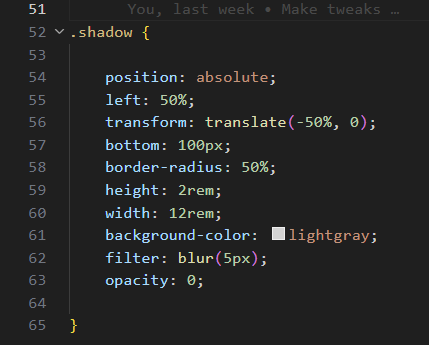 51 You, last week • Make tweaks …
52 .shadow {
53
54 position: absolute;
55 left: 50%;
56 transform: translate(-50%, 0);
57 bottom: 100px;
58 border-radius: 50%;
59 height: 2rem;
60 width: 12rem;
61 background-color: lightgray;
62 filter: blur(5px);
63 opacity: 0;
64
65 }